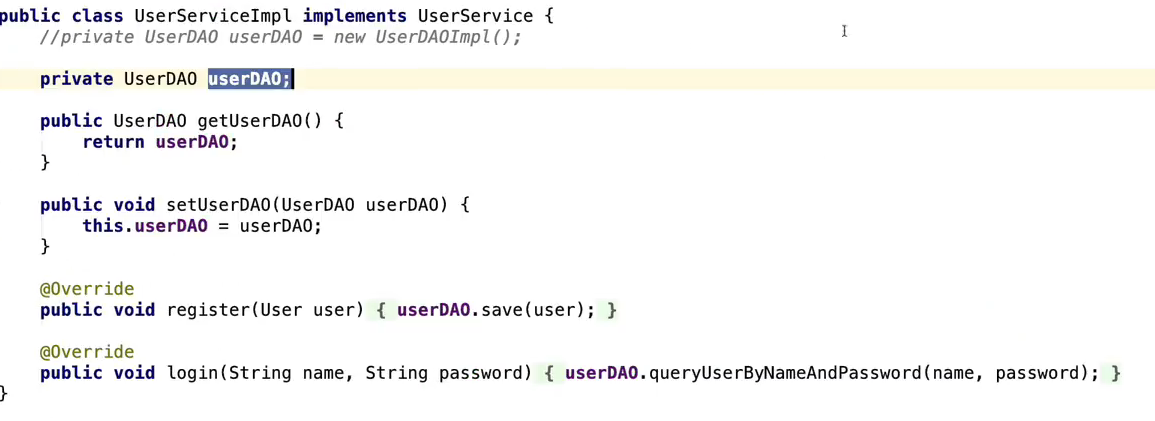 public class UserServiceImpl implements UserService {
//private UserDAO userDAO = new UserDAOImpl();
private UserDAO userDAO;
public UserDAO getUserDAO() {
return userDAO;
}
public void setUserDAO(UserDAO userDAO) {
this.userDAO = userDAO;
}
@Override
public void register(User user) { userDAO.save(user); }
@Override
public void login(String name, String password) { userDAO.queryUserByNameAndPassword(name, password); }
}